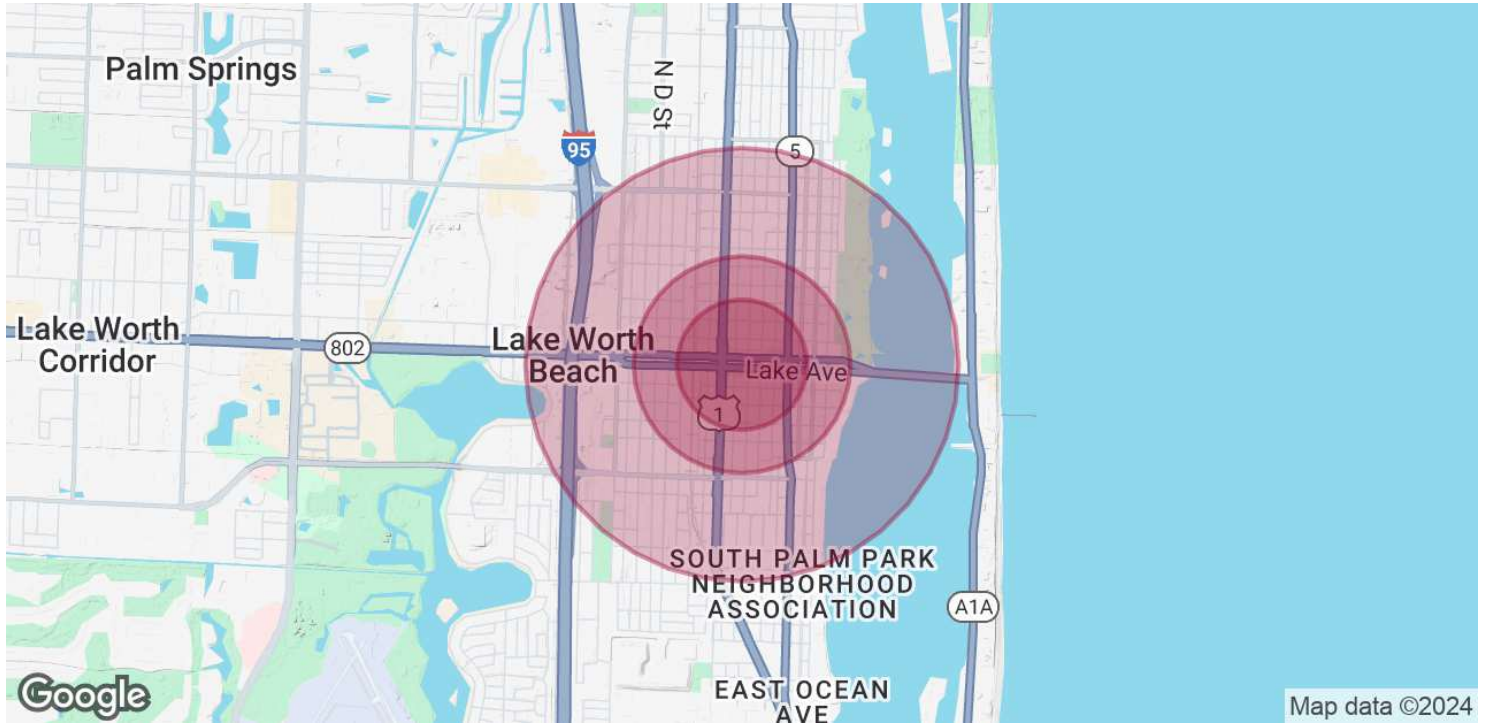 Palm Springs
N D St
95
5
Lake Worth
Corridor
802
Lake Worth
Beach
Lake Ave
1
SOUTH PALM PARK
NEIGHBORHOOD
ASSOCIATION
A1A
EAST OCEAN
AVE
Google
Map data ©2024